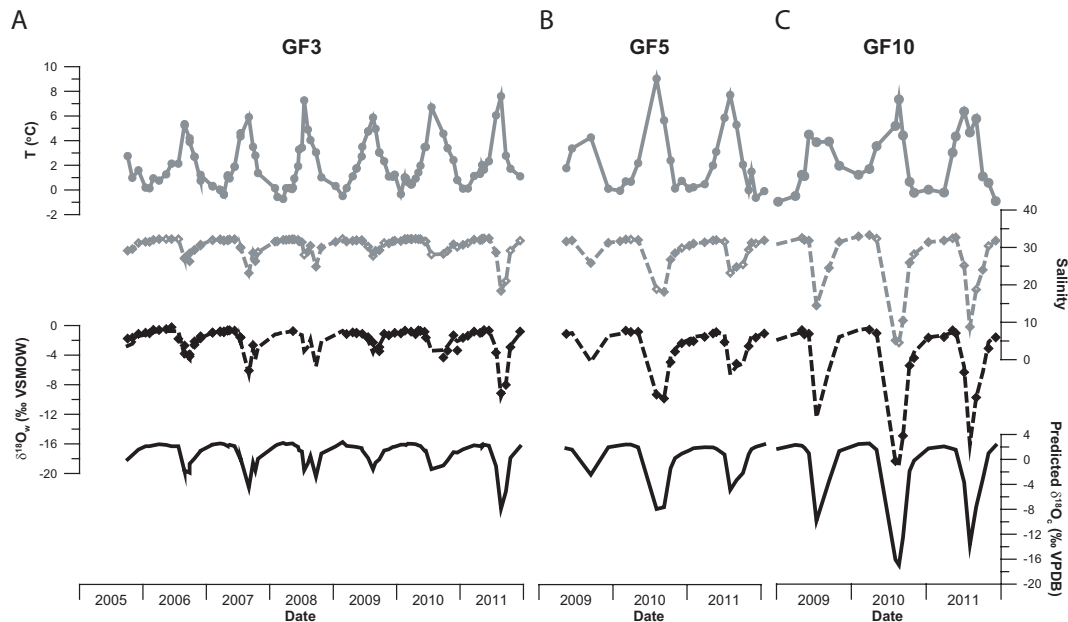 A
B
C
GF3
GF5
GF10
10
8
6
4
2
0
-2
T (°C)
40
30
20
10
0
Salinity
0
-4
-8
-12
-16
-20
δ¹⁸Ow (‰ VSMOW)
4
0
-4
-8
-12
-16
-20
Predicted δ¹⁸Oc (‰ VPDB)
2005 2006 2007 2008 2009 2010 2011
Date
2009 2010 2011
Date
2009 2010 2011
Date